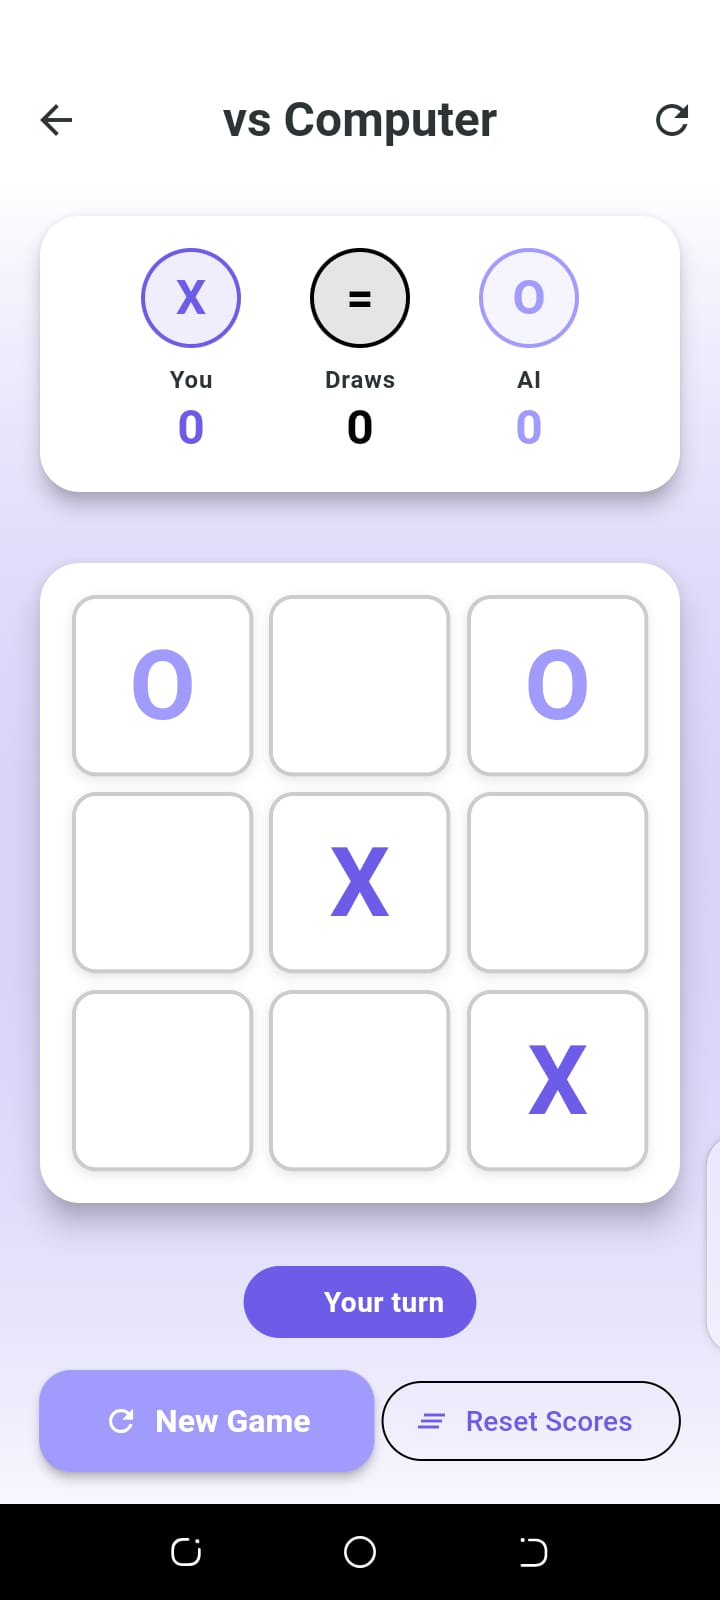 vs Computer
X = O
You Draws AI
0 0 0
O O
X
X
Your turn
New Game Reset Scores